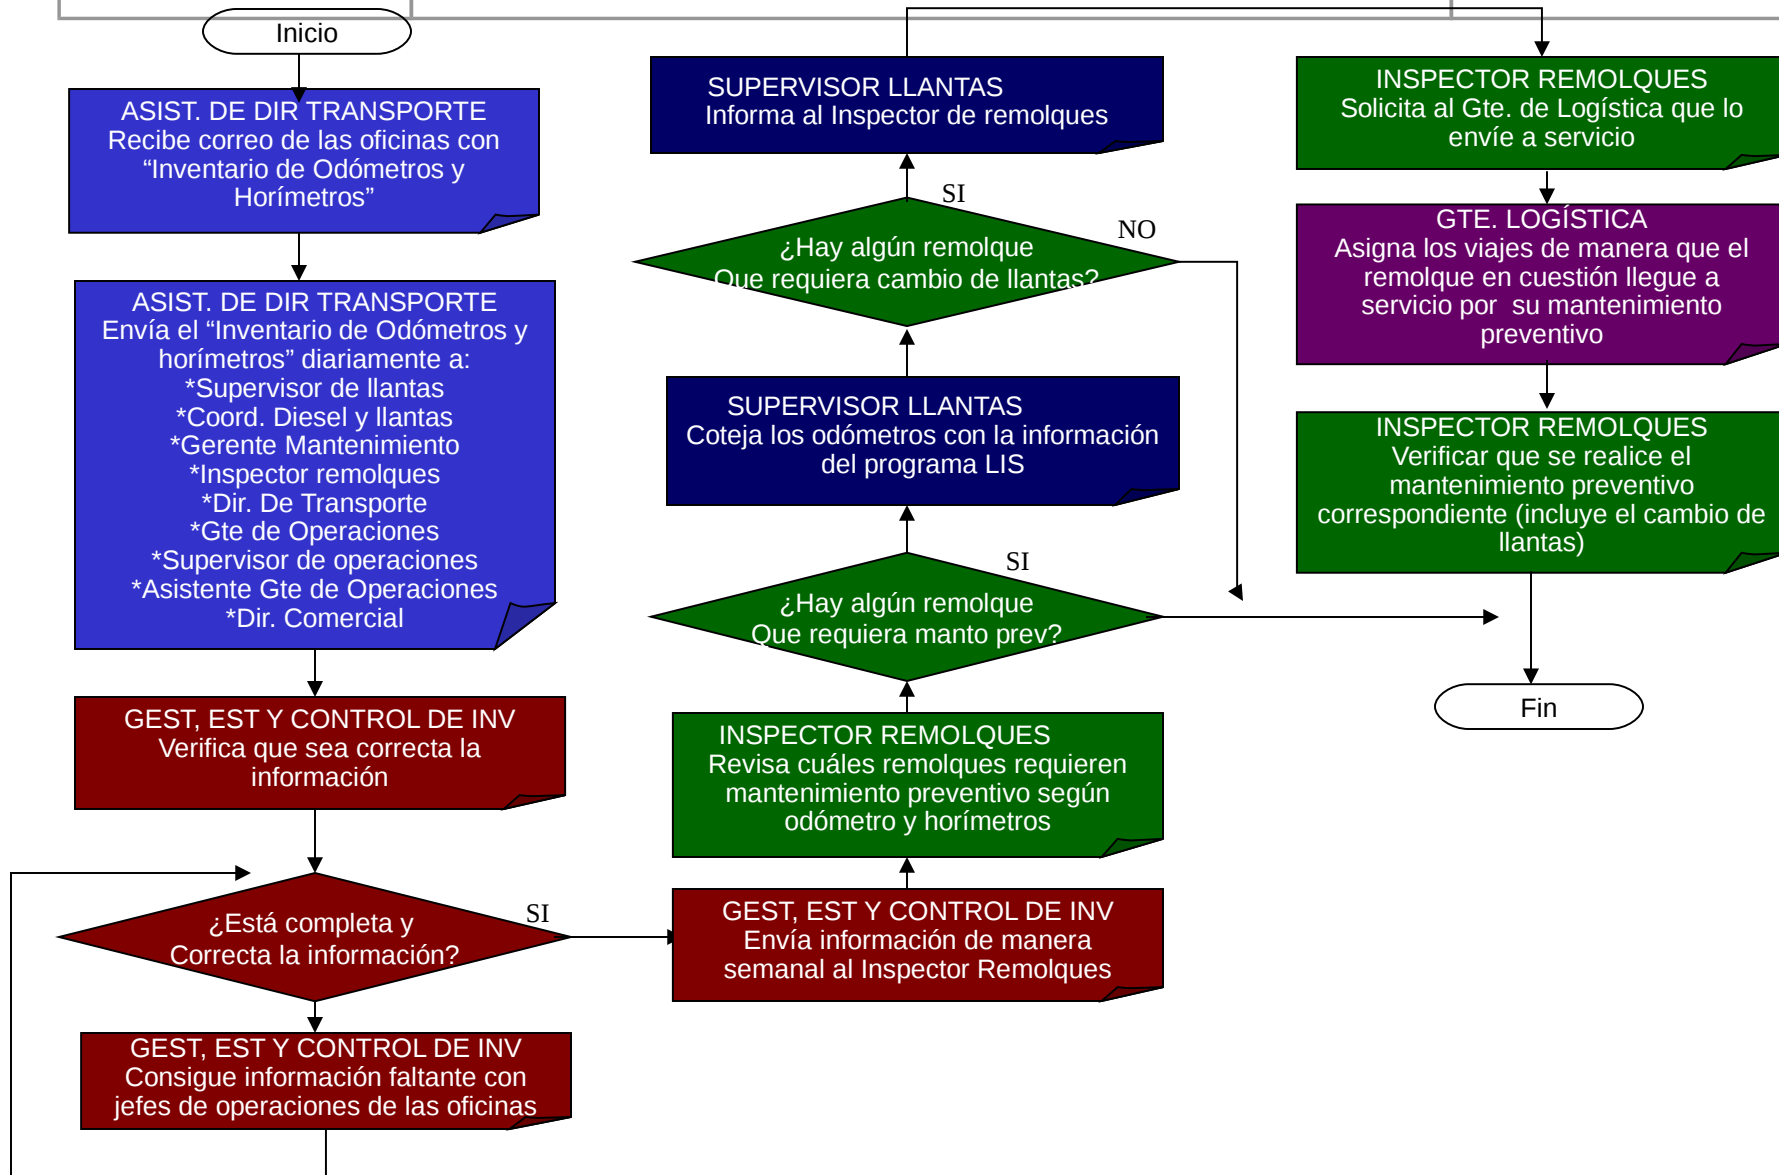 Inicio
ASIST. DE DIR TRANSPORTE
Recibe correo de las oficinas con
“Inventario de Odómetros y
Horímetros”
ASIST. DE DIR TRANSPORTE
Envía el “Inventario de Odómetros y
horímetros” diariamente a:
*Supervisor de llantas
*Coord. Diesel y llantas
*Gerente Mantenimiento
*Inspector remolques
*Dir. De Transporte
*Gte de Operaciones
*Supervisor de operaciones
*Asistente Gte de Operaciones
*Dir. Comercial
GEST, EST Y CONTROL DE INV
Verifica que sea correcta la
información
¿Está completa y
Correcta la información?
SI
GEST, EST Y CONTROL DE INV
Consigue información faltante con
jefes de operaciones de las oficinas
SUPERVISOR LLANTAS
Informa al Inspector de remolques
SI
NO
¿Hay algún remolque
Que requiera cambio de llantas?
SUPERVISOR LLANTAS
Coteja los odómetros con la información
del programa LIS
SI
¿Hay algún remolque
Que requiera manto prev?
INSPECTOR REMOLQUES
Revisa cuáles remolques requieren
mantenimiento preventivo según
odómetro y horímetros
GEST, EST Y CONTROL DE INV
Envía información de manera
semanal al Inspector Remolques
INSPECTOR REMOLQUES
Solicita al Gte. de Logística que lo
envíe a servicio
GTE. LOGÍSTICA
Asigna los viajes de manera que el
remolque en cuestión llegue a
servicio por su mantenimiento
preventivo
INSPECTOR REMOLQUES
Verificar que se realice el
mantenimiento preventivo
correspondiente (incluye el cambio de
llantas)
Fin